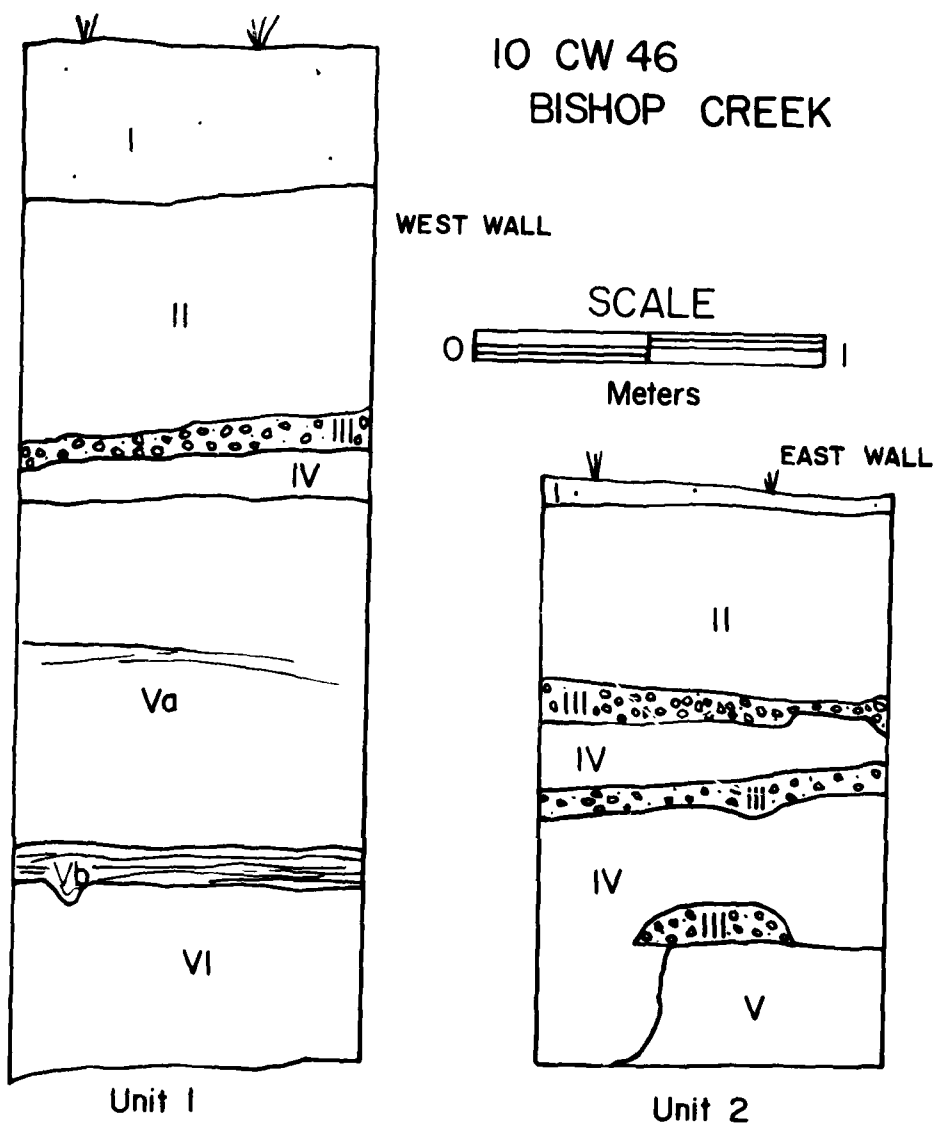 10 CW 46
BISHOP CREEK
I
WEST WALL
II
SCALE
0 1
Meters
III
IV
EAST WALL
I
II
Va
III
IV
III
Vb
IV
III
VI
V
Unit 1
Unit 2